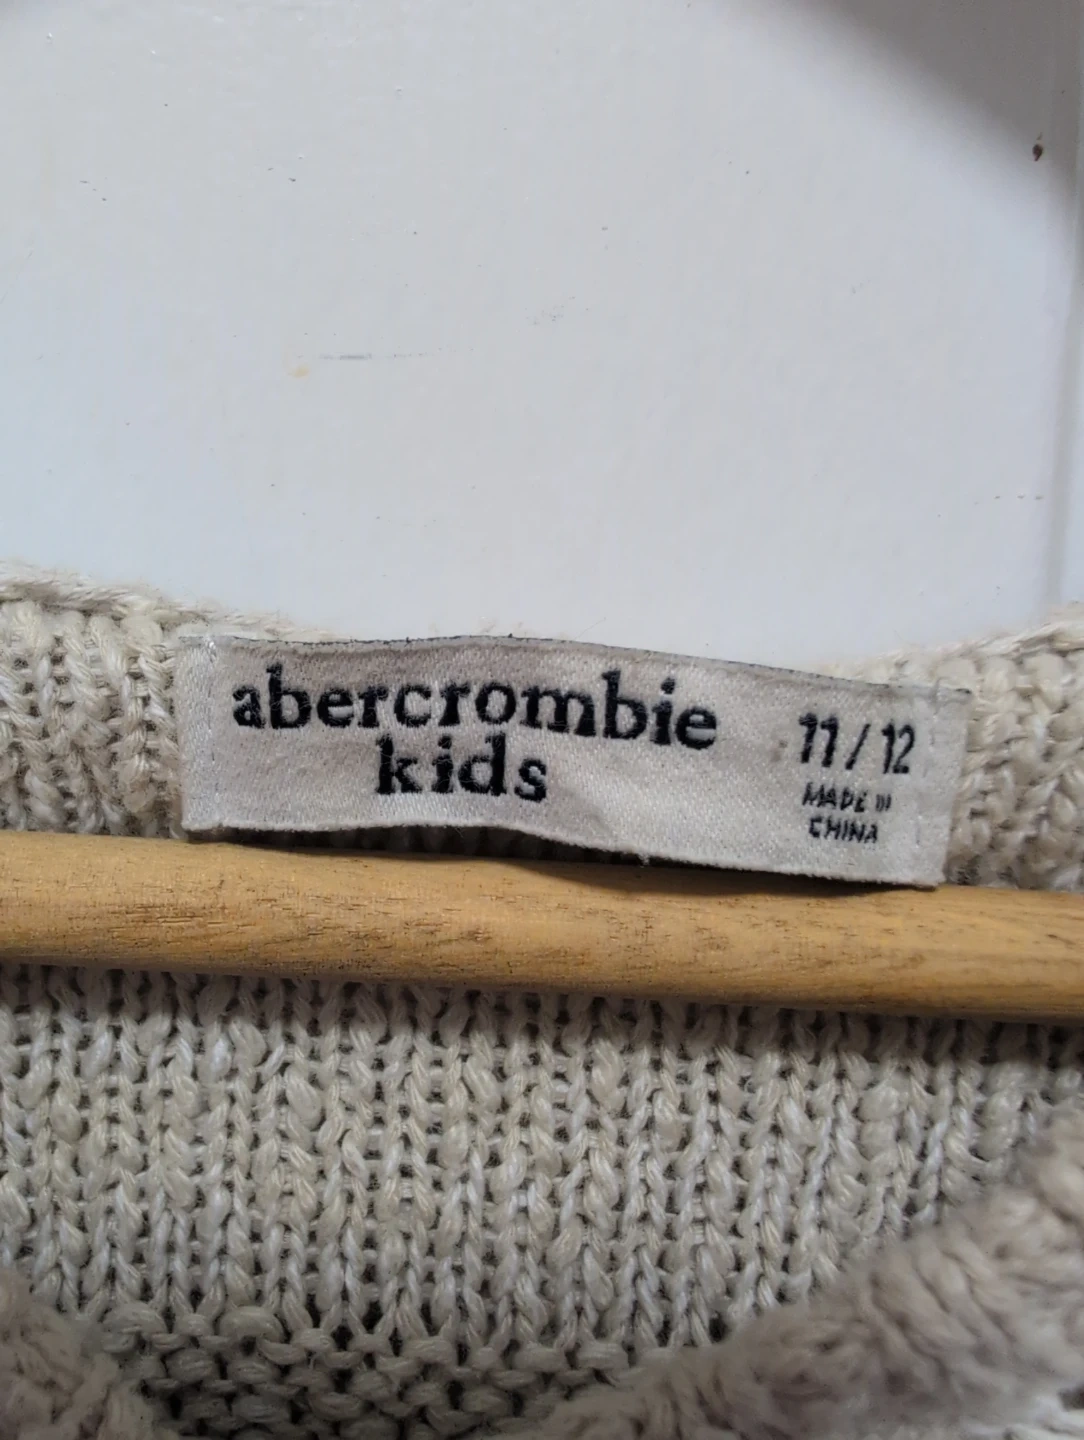 abercrombie
kids
11/12
MADE IN
CHINA